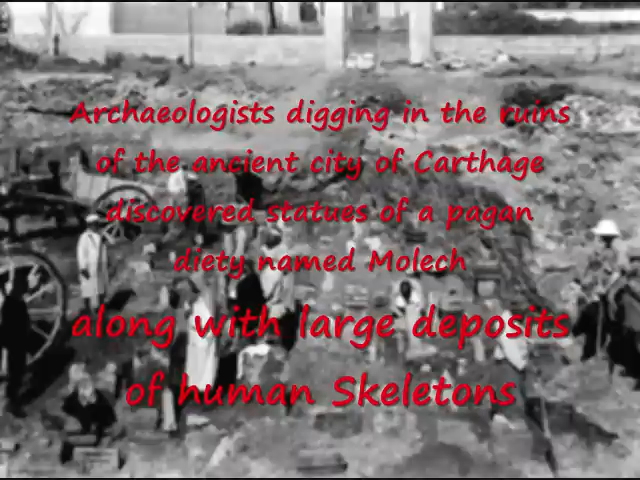 Archaeologists digging in the ruins
of the ancient city of Carthage
discovered statues of a pagan
diety named Molech
along with large deposits
of human Skeletons